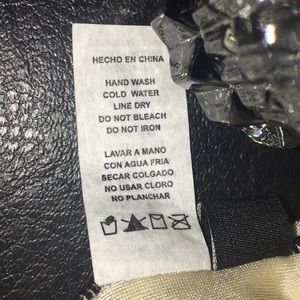 HECHO EN CHINA
HAND WASH
COLD WATER
LINE DRY
DO NOT BLEACH
DO NOT IRON
LAVAR A MANO
CON AGUA FRIA
SECAR COLGADO
NO USAR CLORO
NO PLANCHAR